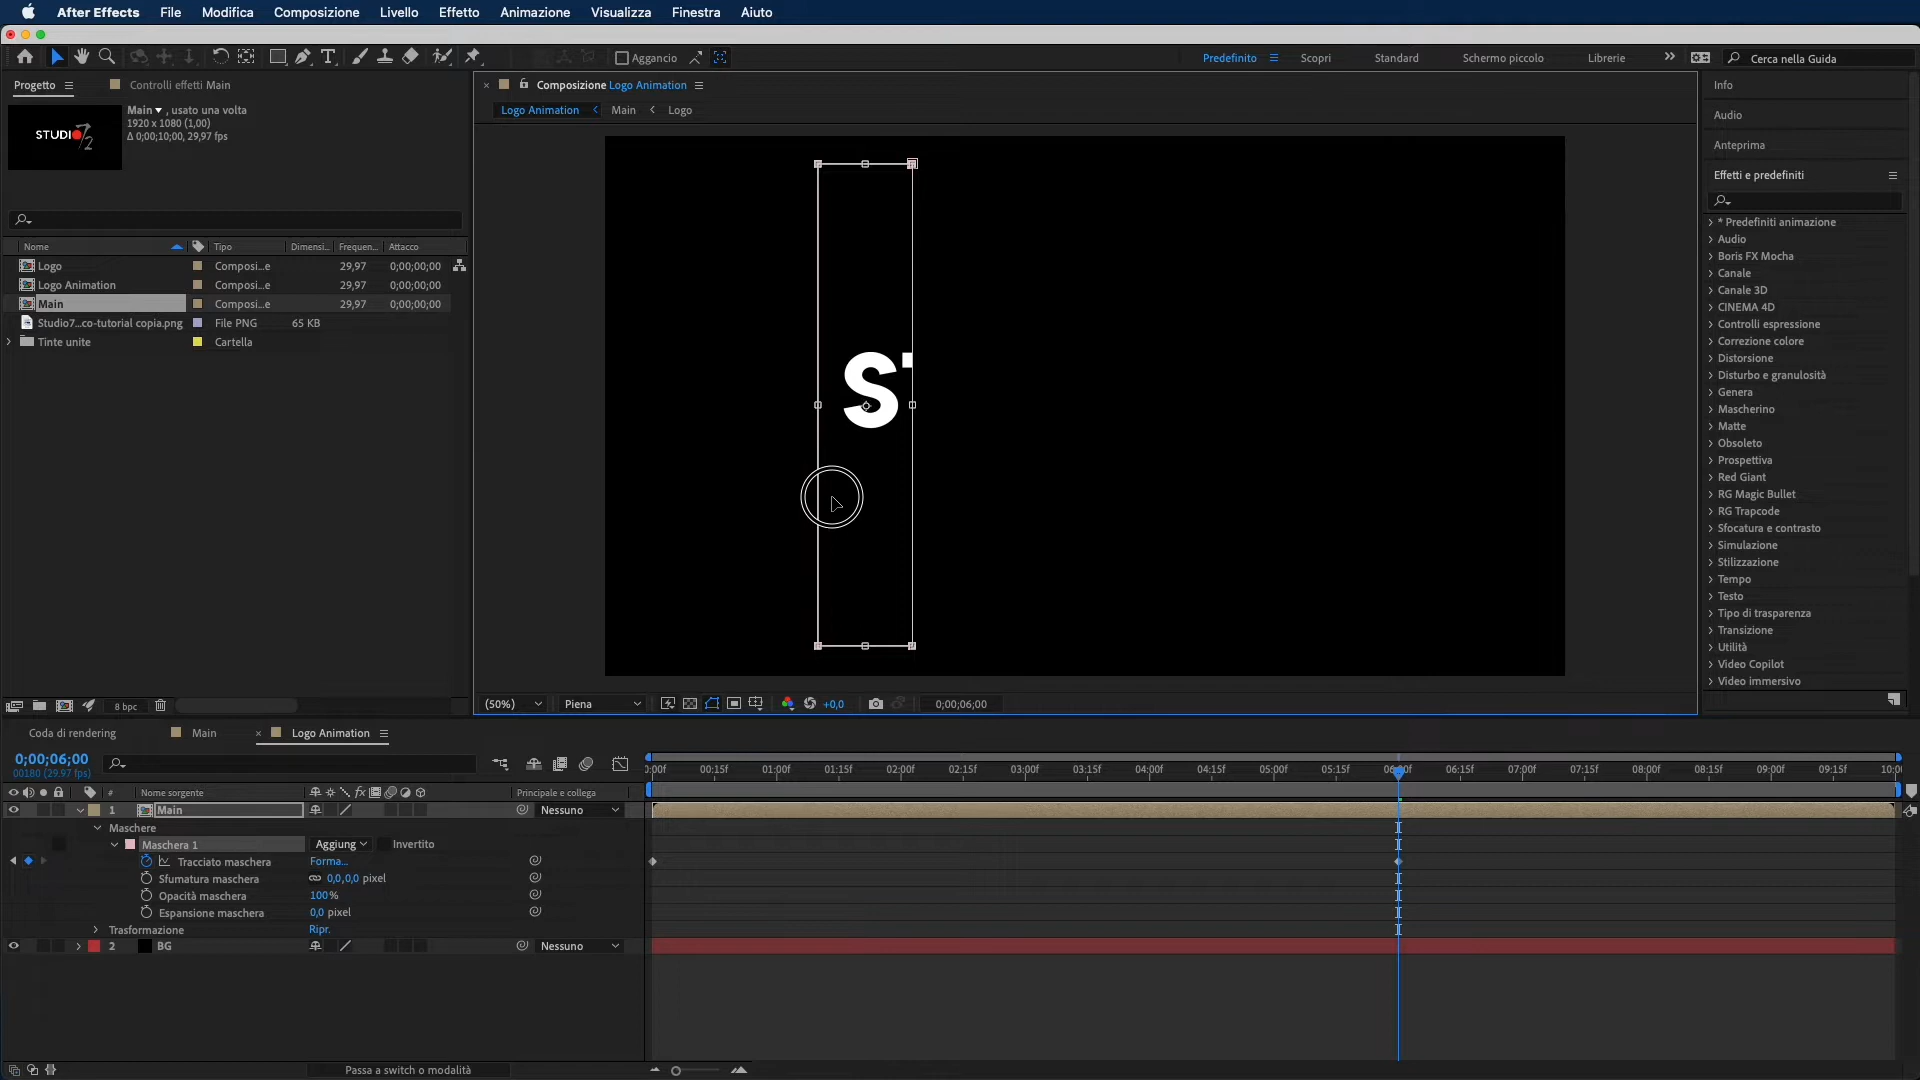 After Effects File Modifica Composizione Livello Effetto Animazione Visualizza Finestra Aiuto
Aggancio Predefinito Scopri Standard Schermo piccolo Librerie Cerca nella Guida
Progetto Controlli effetti Main
STUDIO 72
Main , usato una volta
1920 x 1080 (1,00)
Δ 0;00;10;00, 29,97 fps
Composizione Logo Animation
Logo Animation Main Logo
Nome Tipo Dimensi... Frequen... Attacco
Logo Composi...e 29,97 0;00;00;00
Logo Animation Composi...e 29,97 0;00;00;00
Main Composi...e 29,97 0;00;00;00
Studio7...co-tutorial copia.png File PNG 65 KB
Tinte unite Cartella
8 bpc
S
(50%) Piena +0,0 0;00;06;00
Info
Audio
Anteprima
Effetti e predefiniti
* Predefiniti animazione
Audio
Boris FX Mocha
Canale
Canale 3D
CINEMA 4D
Controlli espressione
Correzione colore
Distorsione
Disturbo e granulosità
Genera
Mascherino
Matte
Obsoleto
Prospettiva
Red Giant
RG Magic Bullet
RG Trapcode
Sfocatura e contrasto
Simulazione
Stilizzazione
Tempo
Testo
Tipo di trasparenza
Transizione
Utilità
Video Copilot
Video immersivo
Coda di rendering Main Logo Animation
0;00;06;00
00180 (29.97 fps)
:00f 00:15f 01:00f 01:15f 02:00f 02:15f 03:00f 03:15f 04:00f 04:15f 05:00f 05:15f 06:00f 06:15f 07:00f 07:15f 08:00f 08:15f 09:00f 09:15f 10:0
# Nome sorgente fx Principale e collega
1 Main Nessuno
Maschere
Maschera 1 Aggiung Invertito
Tracciato maschera Forma...
Sfumatura maschera 0,0,0,0 pixel
Opacità maschera 100%
Espansione maschera 0,0 pixel
Trasformazione Ripr.
2 BG Nessuno
Passa a switch o modalità